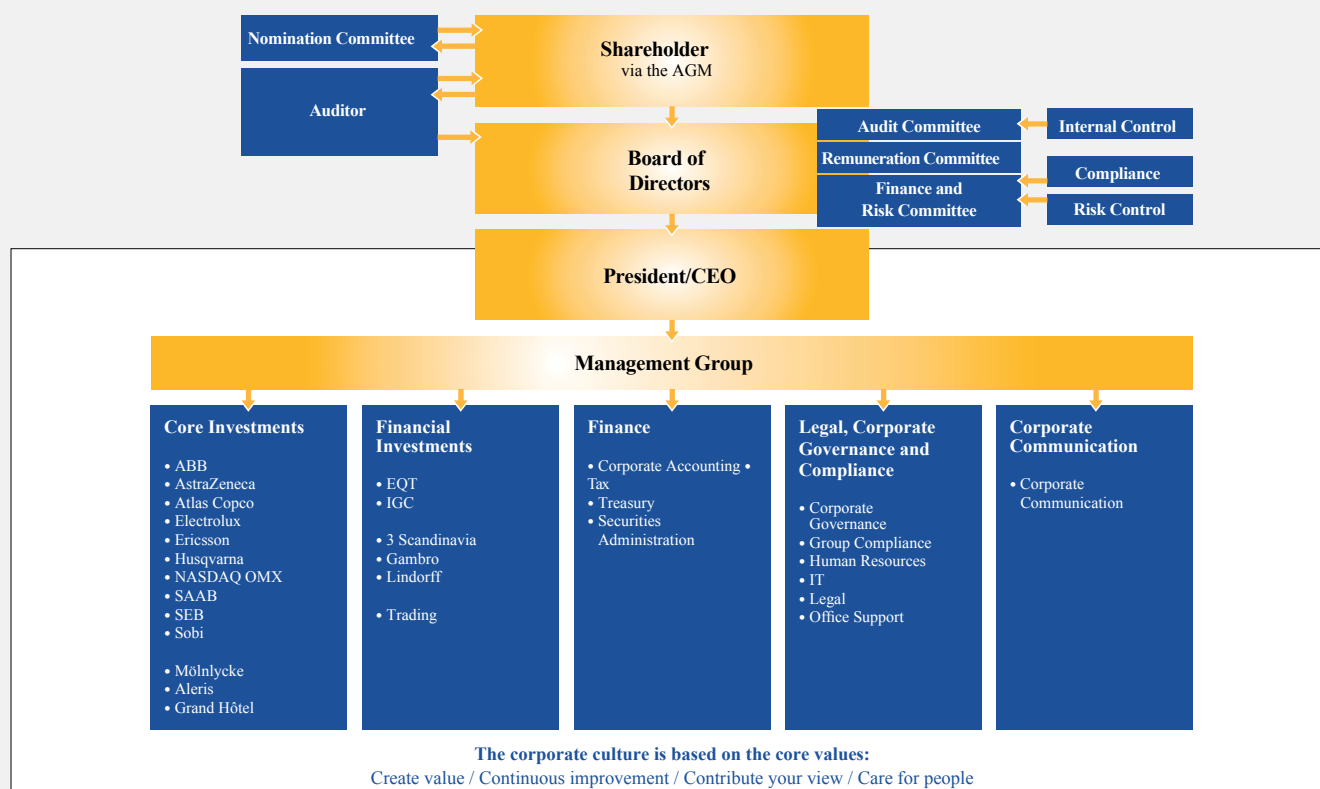 Nomination Committee
Shareholder
via the AGM
Auditor
Audit Committee
Internal Control
Board of
Directors
Remuneration Committee
Compliance
Finance and
Risk Committee
Risk Control
President/CEO
Management Group
Core Investments
• ABB
• AstraZeneca
• Atlas Copco
• Electrolux
• Ericsson
• Husqvarna
• NASDAQ OMX
• SAAB
• SEB
• Sobi
• Mölnlycke
• Aleris
• Grand Hôtel
Financial
Investments
• EQT
• IGC
• 3 Scandinavia
• Gambro
• Lindorff
• Trading
Finance
• Corporate Accounting •
Tax
• Treasury
• Securities
Administration
Legal, Corporate
Governance and
Compliance
• Corporate
Governance
• Group Compliance
• Human Resources
• IT
• Legal
• Office Support
Corporate
Communication
• Corporate
Communication
The corporate culture is based on the core values:
Create value / Continuous improvement / Contribute your view / Care for people